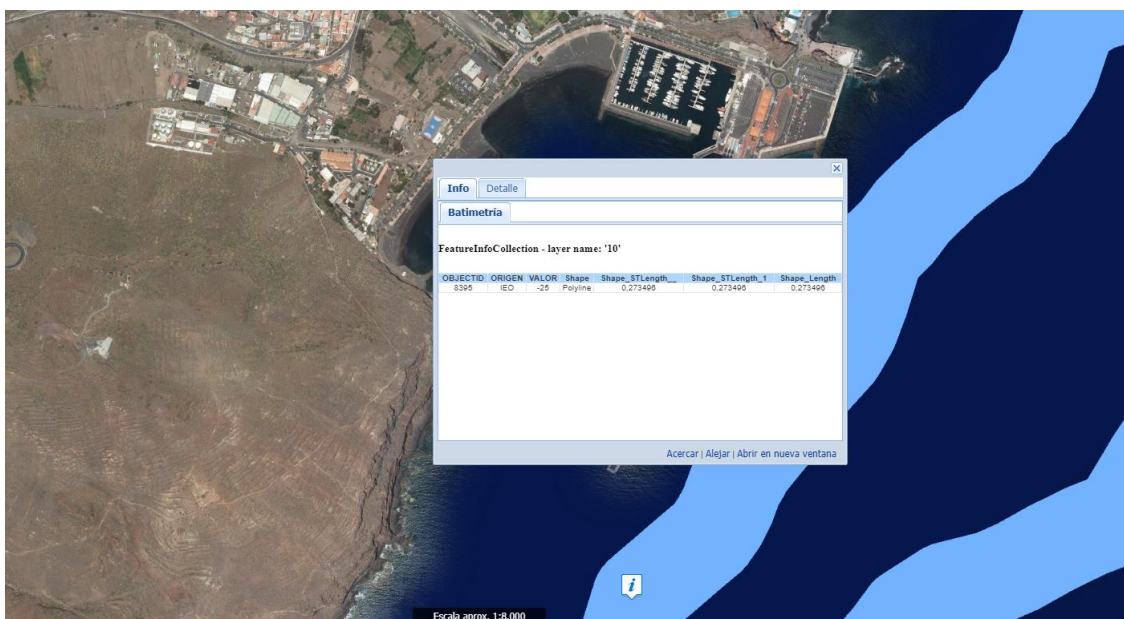 Info Detalle
Batimetría
FeatureInfoCollection - layer name: '10'
OBJECTID ORIGEN VALOR Shape Shape_STLength__ Shape_STLength_1 Shape_Length
8395 IEO -25 Polyline 0,273496 0,273496 0,273496
Acercar | Alejar | Abrir en nueva ventana
i
Escala aprox. 1:8.000